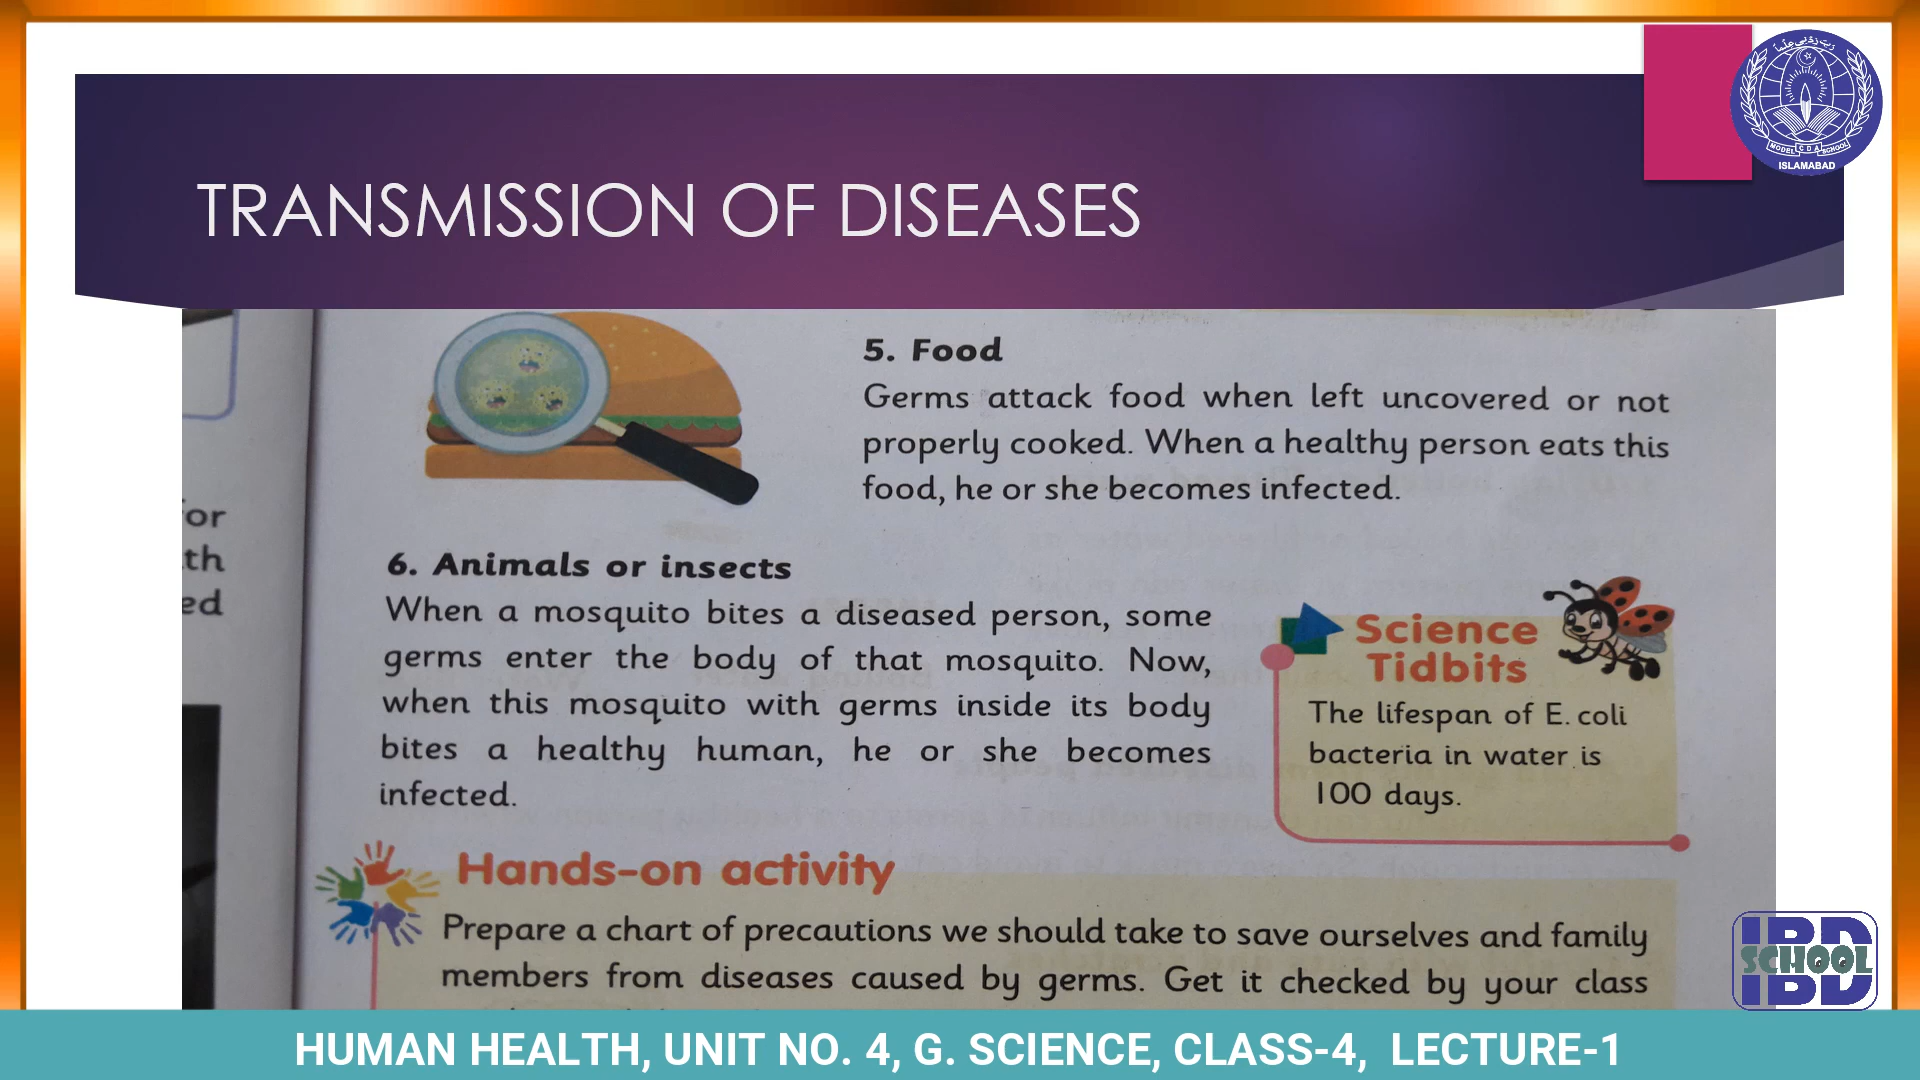 ISLAMABAD
MODEL CDA SCHOOL
TRANSMISSION OF DISEASES
5. Food
Germs attack food when left uncovered or not
properly cooked. When a healthy person eats this
food, he or she becomes infected.
or
th
ed
6. Animals or insects
When a mosquito bites a diseased person, some
germs enter the body of that mosquito. Now,
when this mosquito with germs inside its body
bites a healthy human, he or she becomes
infected.
Science
Tidbits
The lifespan of E. coli
bacteria in water is
100 days.
Hands-on activity
Prepare a chart of precautions we should take to save ourselves and family
members from diseases caused by germs. Get it checked by your class
IBD
SCHOOL
IBD
HUMAN HEALTH, UNIT NO. 4, G. SCIENCE, CLASS-4, LECTURE-1